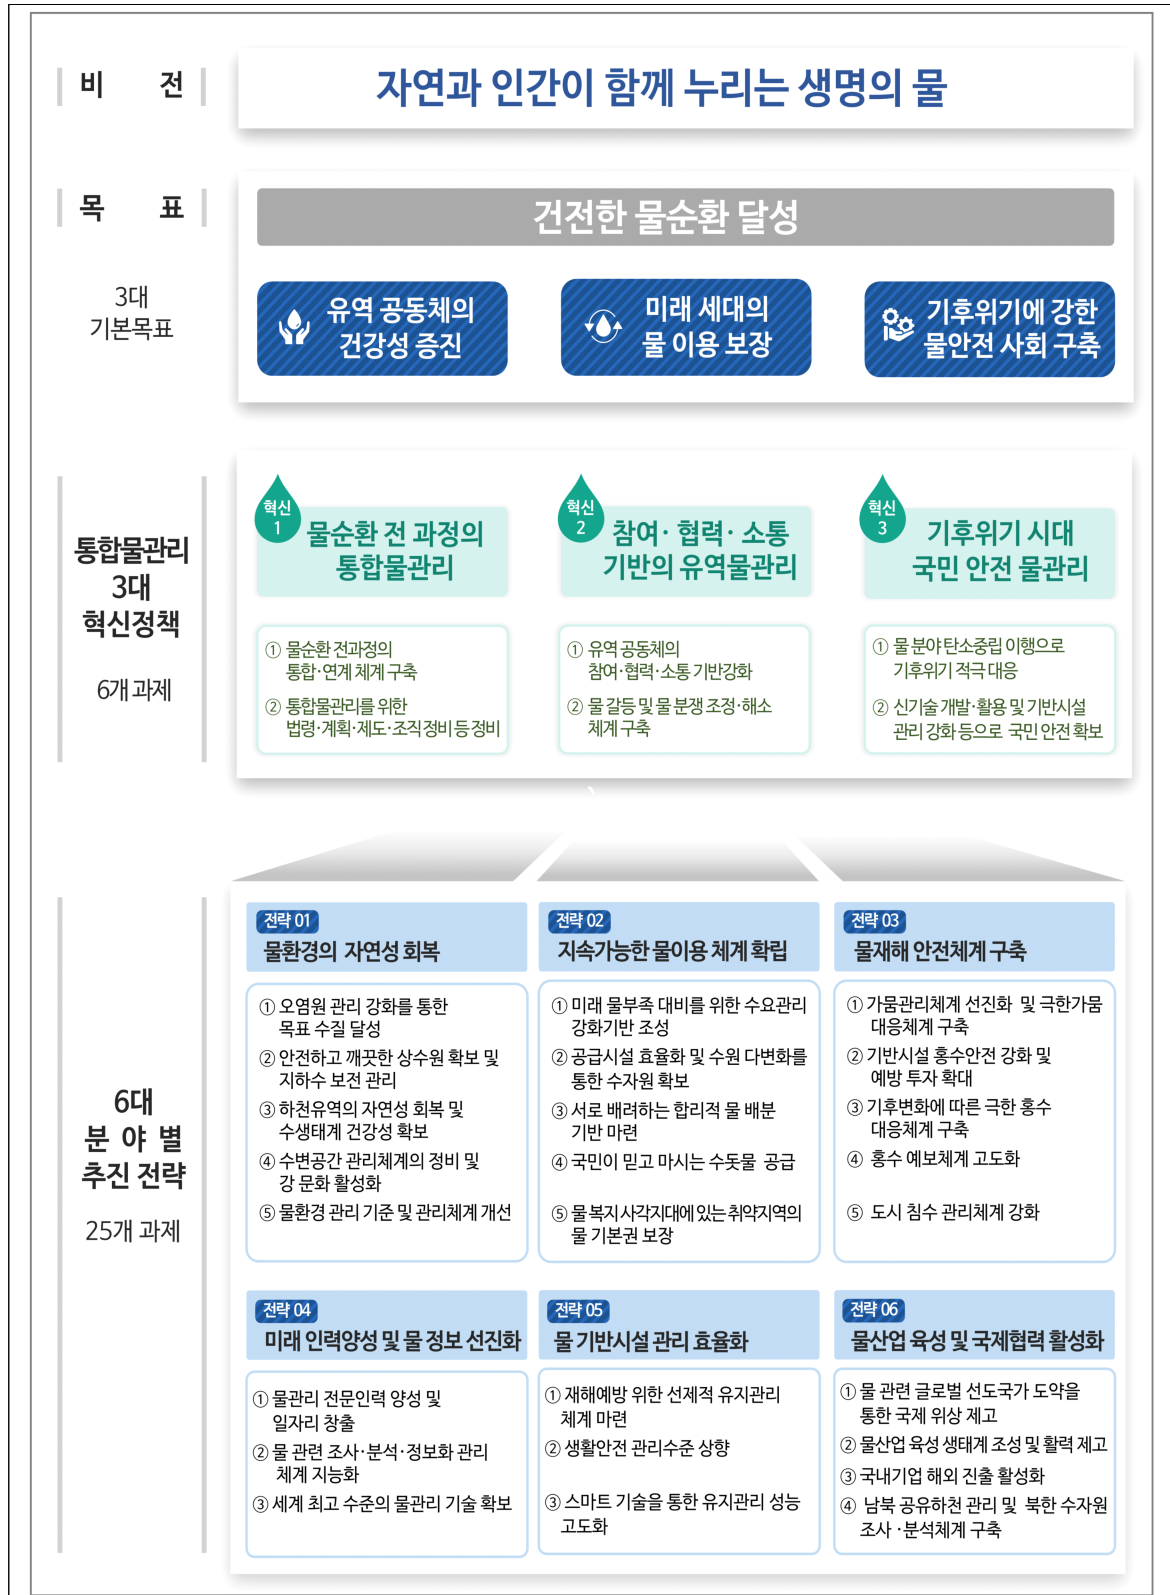 비 전
자연과 인간이 함께 누리는 생명의 물
목 표
건전한 물순환 달성
3대
기본목표
유역 공동체의
건강성 증진
미래 세대의
물 이용 보장
기후위기에 강한
물안전 사회 구축
통합물관리
3대
혁신정책
6개 과제
혁신
1
물순환 전 과정의
통합물관리
① 물순환 전과정의
통합·연계 체계 구축
② 통합물관리를 위한
법령·계획·제도·조직정비 등 정비
혁신
2
참여· 협력· 소통
기반의 유역물관리
① 유역 공동체의
참여·협력·소통 기반강화
② 물 갈등 및 물 분쟁 조정·해소
체계 구축
혁신
3
기후위기 시대
국민 안전 물관리
① 물 분야 탄소중립 이행으로
기후위기 적극 대응
② 신기술 개발·활용 및 기반시설
관리 강화 등으로 국민 안전 확보
6대
분 야 별
추진 전략
25개 과제
전략 01
물환경의 자연성 회복
① 오염원 관리 강화를 통한
목표 수질 달성
② 안전하고 깨끗한 상수원 확보 및
지하수 보전 관리
③ 하천유역의 자연성 회복 및
수생태계 건강성 확보
④ 수변공간 관리체계의 정비 및
강 문화 활성화
⑤ 물환경 관리 기준 및 관리체계 개선
전략 02
지속가능한 물이용 체계 확립
① 미래 물부족 대비를 위한 수요관리
강화기반 조성
② 공급시설 효율화 및 수원 다변화를
통한 수자원 확보
③ 서로 배려하는 합리적 물 배분
기반 마련
④ 국민이 믿고 마시는 수돗물 공급
⑤ 물 복지 사각지대에 있는 취약지역의
물 기본권 보장
전략 03
물재해 안전체계 구축
① 가뭄관리체계 선진화 및 극한가뭄
대응체계 구축
② 기반시설 홍수안전 강화 및
예방 투자 확대
③ 기후변화에 따른 극한 홍수
대응체계 구축
④ 홍수 예보체계 고도화
⑤ 도시 침수 관리체계 강화
전략 04
미래 인력양성 및 물 정보 선진화
① 물관리 전문인력 양성 및
일자리 창출
② 물 관련 조사·분석·정보화 관리
체계 지능화
③ 세계 최고 수준의 물관리 기술 확보
전략 05
물 기반시설 관리 효율화
① 재해예방 위한 선제적 유지관리
체계 마련
② 생활안전 관리수준 상향
③ 스마트 기술을 통한 유지관리 성능
고도화
전략 06
물산업 육성 및 국제협력 활성화
① 물 관련 글로벌 선도국가 도약을
통한 국제 위상 제고
② 물산업 육성 생태계 조성 및 활력 제고
③ 국내기업 해외 진출 활성화
④ 남북 공유하천 관리 및 북한 수자원
조사 ·분석체계 구축